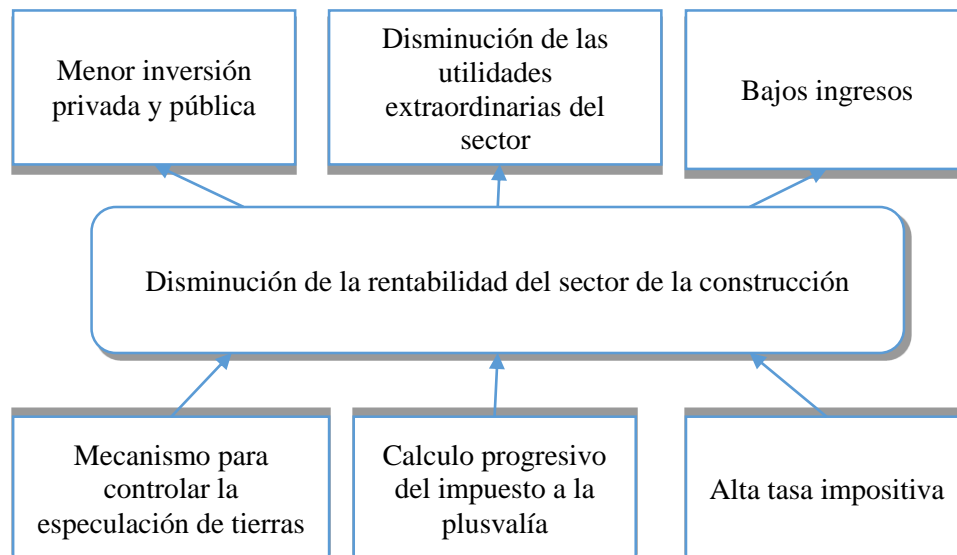 Menor inversión
privada y pública
Disminución de las
utilidades
extraordinarias del
sector
Bajos ingresos
Disminución de la rentabilidad del sector de la construcción
Mecanismo para
controlar la
especulación de tierras
Calculo progresivo
del impuesto a la
plusvalía
Alta tasa impositiva